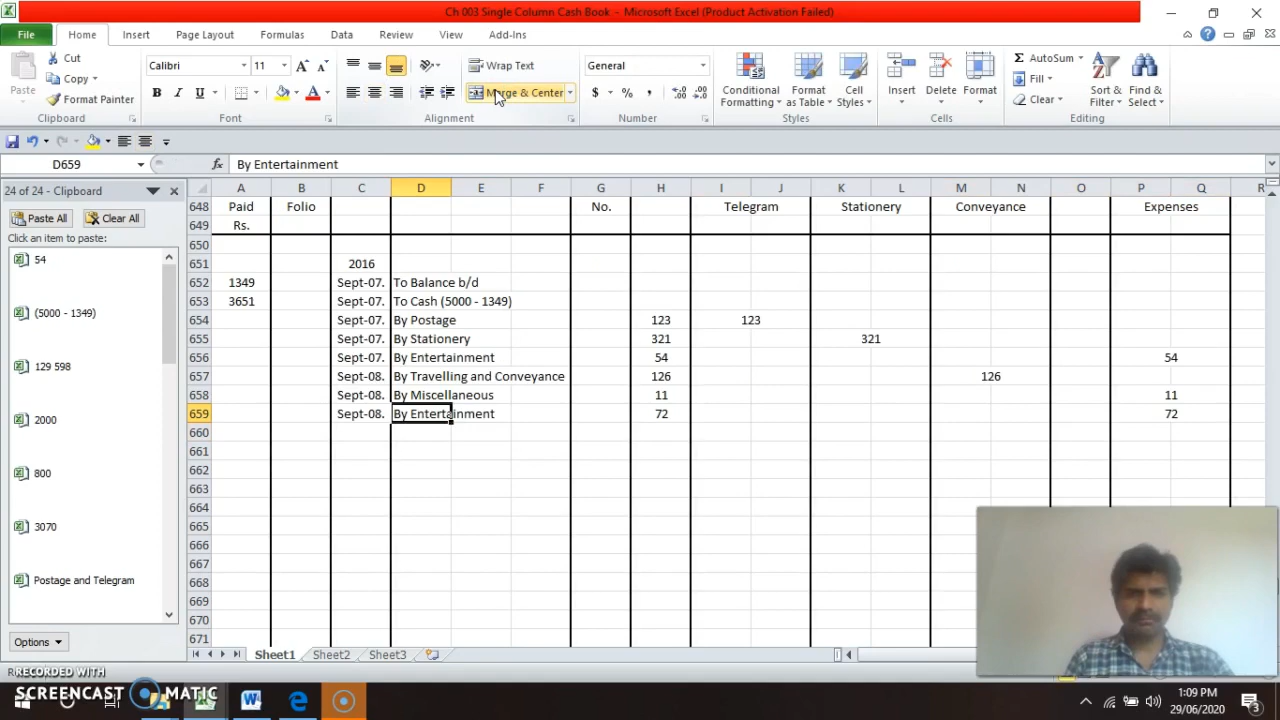 Ch 003 Single Column Cash Book - Microsoft Excel (Product Activation Failed)
File Home Insert Page Layout Formulas Data Review View Add-Ins
Cut
Copy
Format Painter
Paste
Clipboard
Calibri 11
B I U
Font
Wrap Text
Merge & Center
Alignment
General
$ % ,
Number
Conditional Formatting
Format as Table
Cell Styles
Styles
Insert Delete Format
Cells
AutoSum
Fill
Clear
Sort & Filter
Find & Select
Editing
D659 fx By Entertainment
24 of 24 - Clipboard
Paste All Clear All
Click an item to paste:
54
(5000 - 1349)
129 598
2000
800
3070
Postage and Telegram
Options
A B C D E F G H I J K L M N O P Q R
648 Paid Folio No. Telegram Stationery Conveyance Expenses
649 Rs.
650
651 2016
652 1349 Sept-07. To Balance b/d
653 3651 Sept-07. To Cash (5000 - 1349)
654 Sept-07. By Postage 123 123
655 Sept-07. By Stationery 321 321
656 Sept-07. By Entertainment 54 54
657 Sept-08. By Travelling and Conveyance 126 126
658 Sept-08. By Miscellaneous 11 11
659 Sept-08. By Entertainment 72 72
660
661
662
663
664
665
666
667
668
669
670
671
Sheet1 Sheet2 Sheet3
RECORDED WITH
SCREENCAST MATIC
1:09 PM
29/06/2020
3